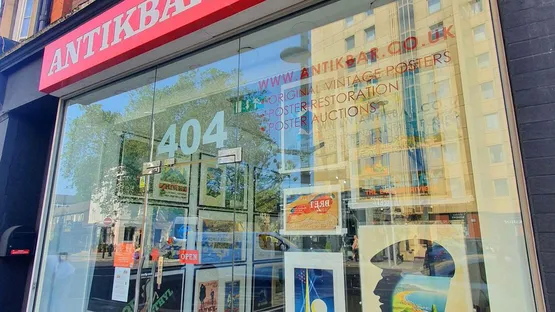 ANTIKBAR
WWW.ANTIKBAR.CO.UK
ORIGINAL VINTAGE POSTERS
POSTER RESTORATION
POSTER AUCTIONS
404
OPEN